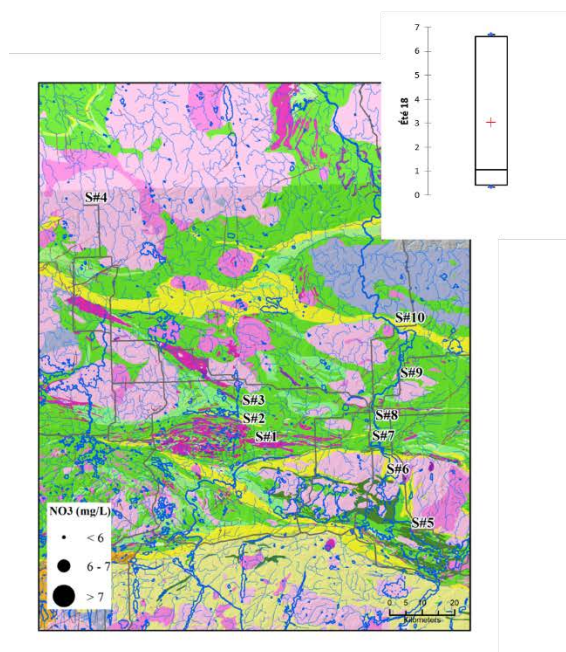 7
6
5
4
3
2
1
0
Été 18
S#4
S#10
S#9
S#3
S#8
S#2
S#1
S#7
S#6
S#5
NO3 (mg/L)
< 6
6 - 7
> 7
0 5 10 20
Kilometers